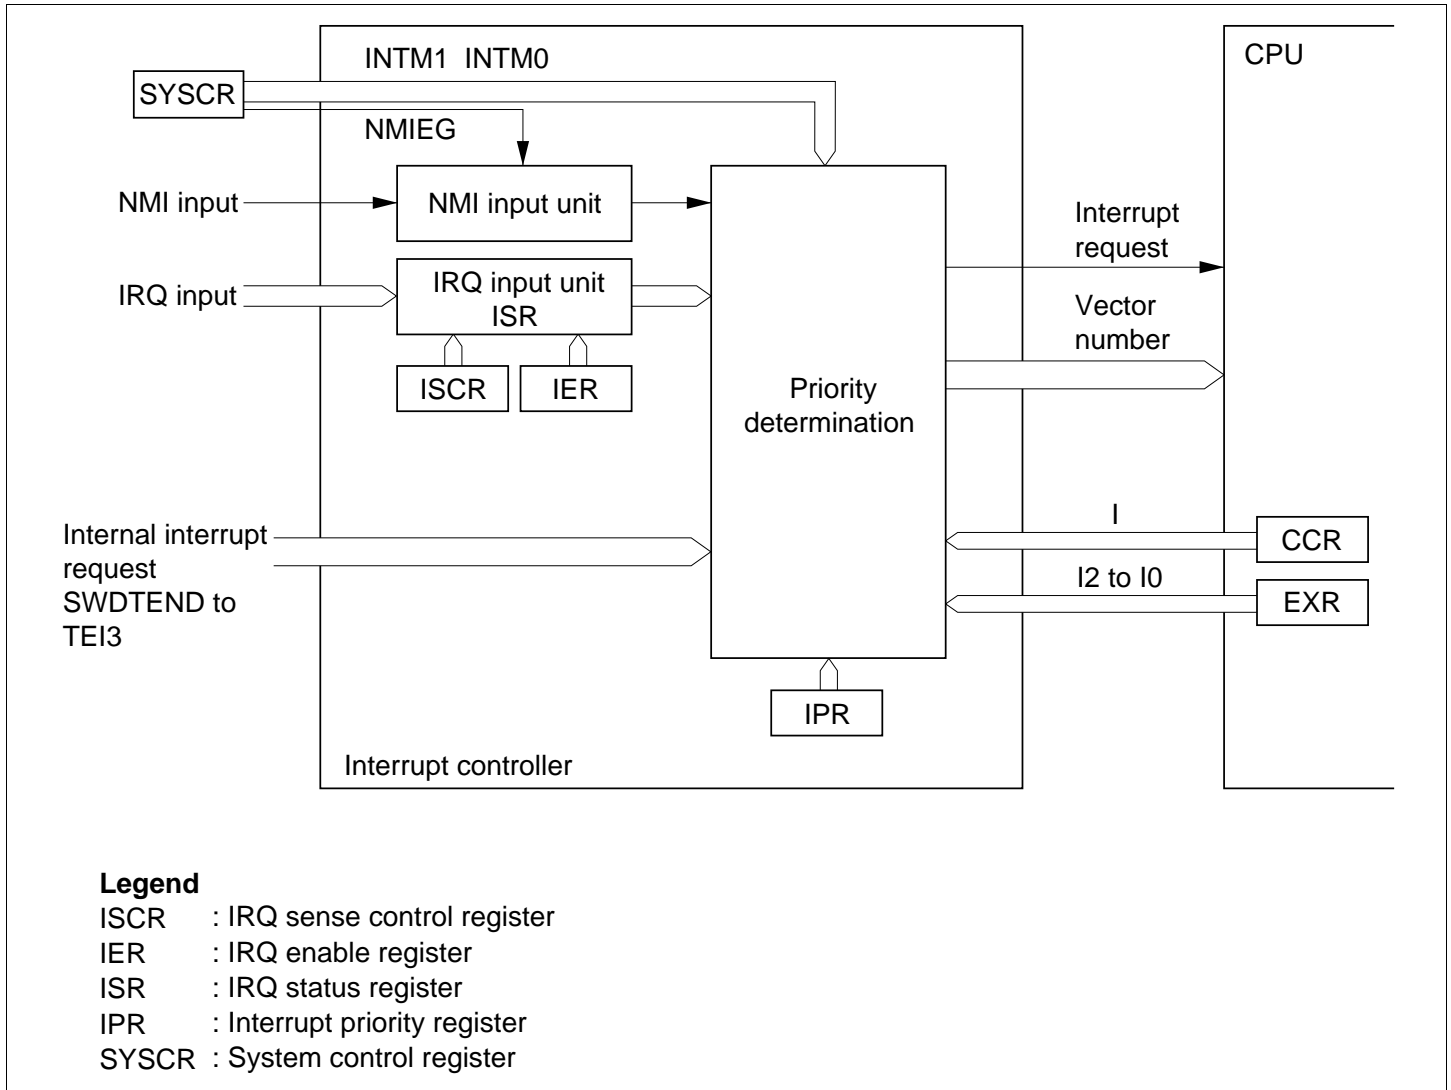 INTM1 INTM0
CPU
SYSCR
NMIEG
NMI input
NMI input unit
Interrupt
request
IRQ input
IRQ input unit
ISR
Vector
number
ISCR
IER
Priority
determination
Internal interrupt
request
SWDTEND to
TEI3
I
CCR
I2 to I0
EXR
IPR
Interrupt controller
Legend
ISCR : IRQ sense control register
IER : IRQ enable register
ISR : IRQ status register
IPR : Interrupt priority register
SYSCR : System control register